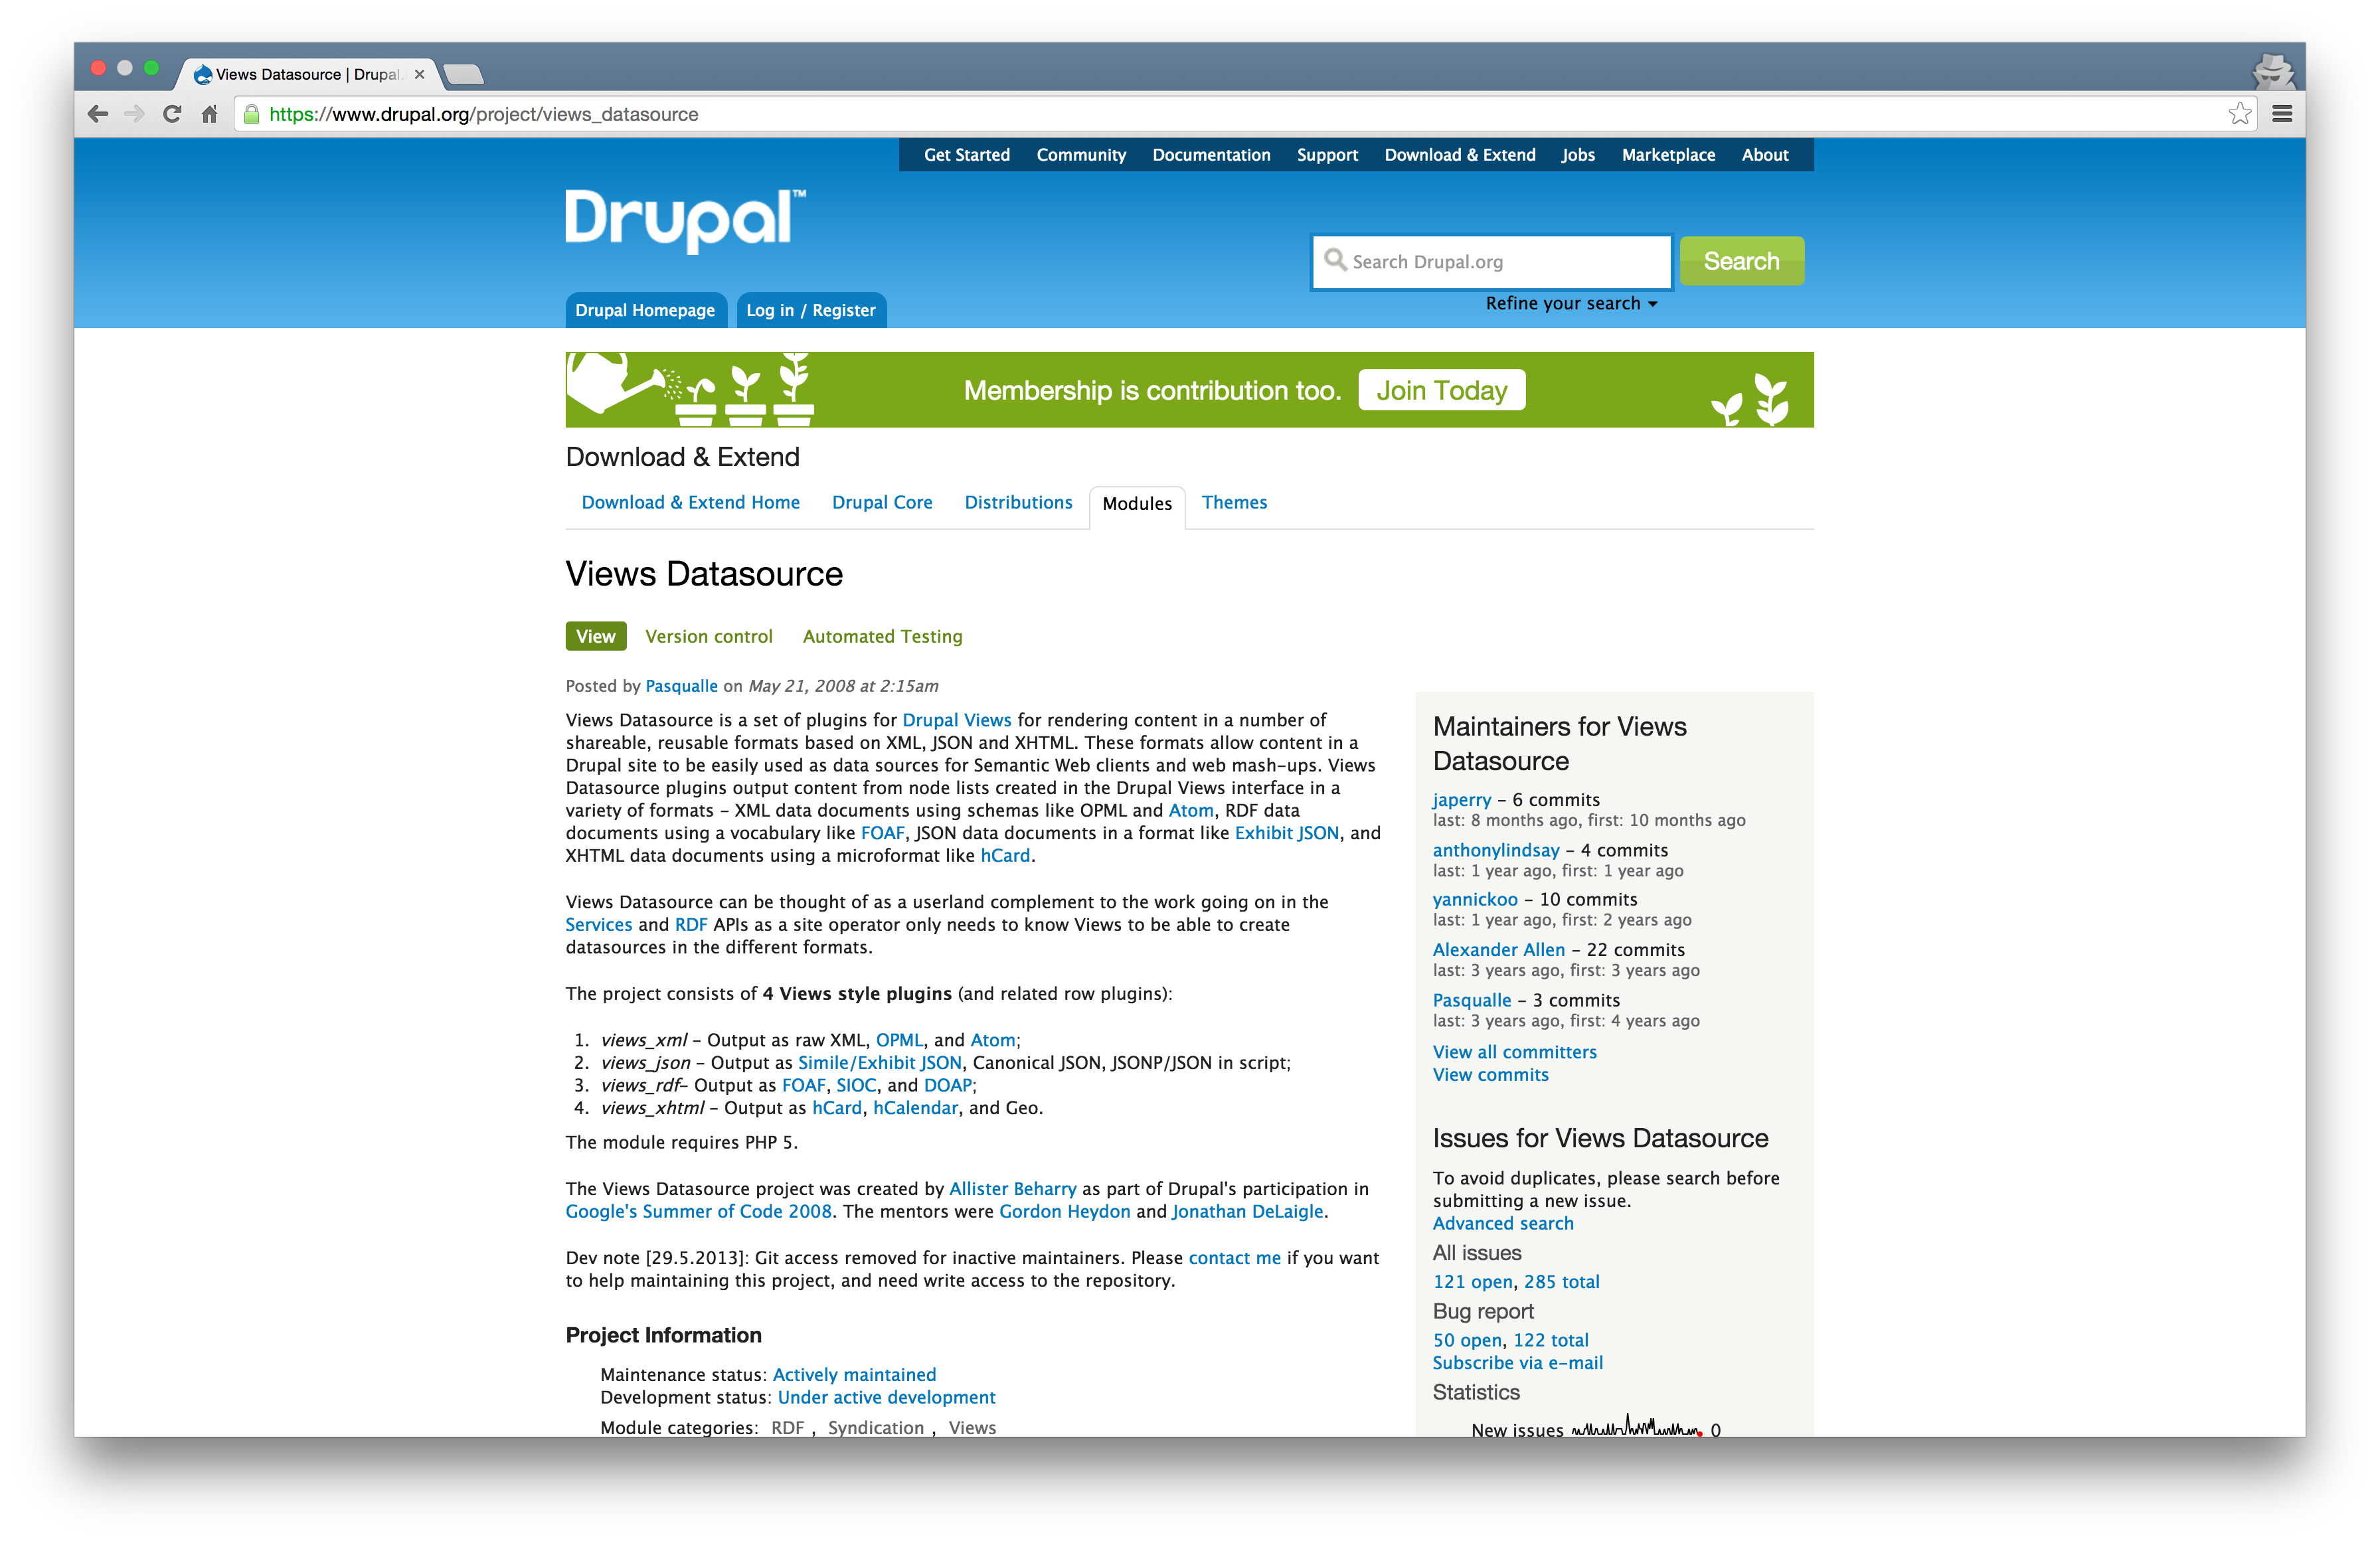 Views Datasource | Drupal.
https://www.drupal.org/project/views_datasource
Get Started Community Documentation Support Download & Extend Jobs Marketplace About
Drupal™
Search Drupal.org Search
Refine your search
Drupal Homepage Log in / Register
Membership is contribution too. Join Today
Download & Extend
Download & Extend Home Drupal Core Distributions Modules Themes
Views Datasource
View Version control Automated Testing
Posted by Pasqualle on May 21, 2008 at 2:15am
Views Datasource is a set of plugins for Drupal Views for rendering content in a number of
shareable, reusable formats based on XML, JSON and XHTML. These formats allow content in a
Drupal site to be easily used as data sources for Semantic Web clients and web mash-ups. Views
Datasource plugins output content from node lists created in the Drupal Views interface in a
variety of formats – XML data documents using schemas like OPML and Atom, RDF data
documents using a vocabulary like FOAF, JSON data documents in a format like Exhibit JSON, and
XHTML data documents using a microformat like hCard.
Views Datasource can be thought of as a userland complement to the work going on in the
Services and RDF APIs as a site operator only needs to know Views to be able to create
datasources in the different formats.
The project consists of 4 Views style plugins (and related row plugins):
1. views_xml – Output as raw XML, OPML, and Atom;
2. views_json – Output as Simile/Exhibit JSON, Canonical JSON, JSONP/JSON in script;
3. views_rdf– Output as FOAF, SIOC, and DOAP;
4. views_xhtml – Output as hCard, hCalendar, and Geo.
The module requires PHP 5.
The Views Datasource project was created by Allister Beharry as part of Drupal's participation in
Google's Summer of Code 2008. The mentors were Gordon Heydon and Jonathan DeLaigle.
Dev note [29.5.2013]: Git access removed for inactive maintainers. Please contact me if you want
to help maintaining this project, and need write access to the repository.
Project Information
Maintenance status: Actively maintained
Development status: Under active development
Module categories: RDF , Syndication , Views
Maintainers for Views
Datasource
japerry – 6 commits
last: 8 months ago, first: 10 months ago
anthonylindsay – 4 commits
last: 1 year ago, first: 1 year ago
yannickoo – 10 commits
last: 1 year ago, first: 2 years ago
Alexander Allen – 22 commits
last: 3 years ago, first: 3 years ago
Pasqualle – 3 commits
last: 3 years ago, first: 4 years ago
View all committers
View commits
Issues for Views Datasource
To avoid duplicates, please search before
submitting a new issue.
Advanced search
All issues
121 open, 285 total
Bug report
50 open, 122 total
Subscribe via e-mail
Statistics
New issues 0